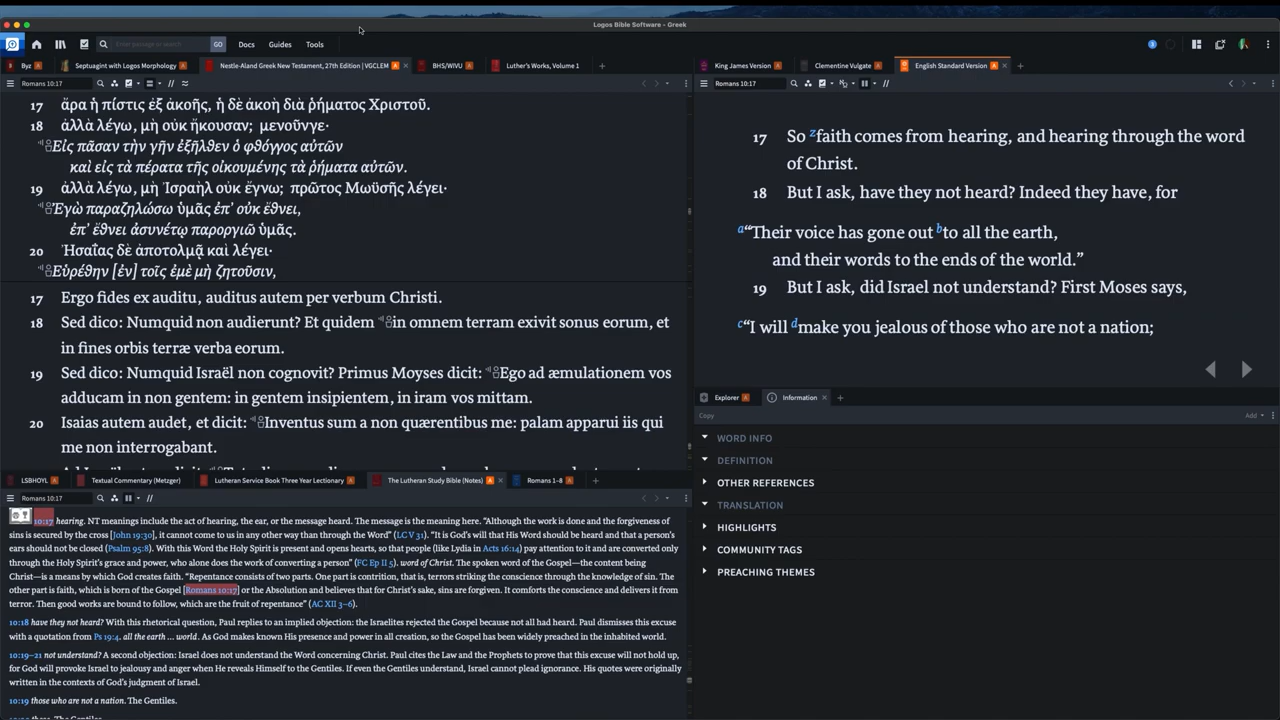 Logos Bible Software - Greek
Enter passage or search GO Docs Guides Tools
Byz Septuagint with Logos Morphology Nestle-Aland Greek New Testament, 27th Edition | VGCLEM BHS/WIVU Luther's Works, Volume 1
Romans 10:17
17 ἄρα ἡ πίστις ἐξ ἀκοῆς, ἡ δὲ ἀκοὴ διὰ ῥήματος Χριστοῦ.
18 ἀλλὰ λέγω, μὴ οὐκ ἤκουσαν; μενοῦνγε·
Εἰς πᾶσαν τὴν γῆν ἐξῆλθεν ὁ φθόγγος αὐτῶν
καὶ εἰς τὰ πέρατα τῆς οἰκουμένης τὰ ῥήματα αὐτῶν.
19 ἀλλὰ λέγω, μὴ Ἰσραὴλ οὐκ ἔγνω; πρῶτος Μωϋσῆς λέγει·
Ἐγὼ παραζηλώσω ὑμᾶς ἐπ᾽ οὐκ ἔθνει,
ἐπ᾽ ἔθνει ἀσυνέτῳ παροργιῶ ὑμᾶς.
20 Ἠσαΐας δὲ ἀποτολμᾷ καὶ λέγει·
Εὑρέθην [ἐν] τοῖς ἐμὲ μὴ ζητοῦσιν,
17 Ergo fides ex auditu, auditus autem per verbum Christi.
18 Sed dico: Numquid non audierunt? Et quidem in omnem terram exivit sonus eorum, et
in fines orbis terræ verba eorum.
19 Sed dico: Numquid Israël non cognovit? Primus Moyses dicit: Ego ad æmulationem vos
adducam in non gentem: in gentem insipientem, in iram vos mittam.
20 Isaias autem audet, et dicit: Inventus sum a non quærentibus me: palam apparui iis qui
me non interrogabant.
LSBHOYL Textual Commentary (Metzger) Lutheran Service Book Three Year Lectionary The Lutheran Study Bible (Notes) Romans 1–8
Romans 10:17
10:17 hearing. NT meanings include the act of hearing, the ear, or the message heard. The message is the meaning here. “Although the work is done and the forgiveness of
sins is secured by the cross [John 19:30], it cannot come to us in any other way than through the Word” (LC V 31). “It is God’s will that His Word should be heard and that a person’s
ears should not be closed (Psalm 95:8). With this Word the Holy Spirit is present and opens hearts, so that people (like Lydia in Acts 16:14) pay attention to it and are converted only
through the Holy Spirit’s grace and power, who alone does the work of converting a person” (FC Ep II 5). word of Christ. The spoken word of the Gospel—the content being
Christ—is a means by which God creates faith. “Repentance consists of two parts. One part is contrition, that is, terrors striking the conscience through the knowledge of sin. The
other part is faith, which is born of the Gospel [Romans 10:17] or the Absolution and believes that for Christ’s sake, sins are forgiven. It comforts the conscience and delivers it from
terror. Then good works are bound to follow, which are the fruit of repentance” (AC XII 3–6).
10:18 have they not heard? With this rhetorical question, Paul replies to an implied objection: the Israelites rejected the Gospel because not all had heard. Paul dismisses this excuse
with a quotation from Ps 19:4. all the earth … world. As God makes known His presence and power in all creation, so the Gospel has been widely preached in the inhabited world.
10:19–21 not understand? A second objection: Israel does not understand the Word concerning Christ. Paul cites the Law and the Prophets to prove that this excuse will not hold up,
for God will provoke Israel to jealousy and anger when He reveals Himself to the Gentiles. If even the Gentiles understand, Israel cannot plead ignorance. His quotes were originally
written in the contexts of God’s judgment of Israel.
10:19 those who are not a nation. The Gentiles.
King James Version Clementine Vulgate English Standard Version
Romans 10:17
17 So zfaith comes from hearing, and hearing through the word
of Christ.
18 But I ask, have they not heard? Indeed they have, for
a“Their voice has gone out bto all the earth,
and their words to the ends of the world.”
19 But I ask, did Israel not understand? First Moses says,
c“I will dmake you jealous of those who are not a nation;
Explorer Information
Copy Add
WORD INFO
DEFINITION
OTHER REFERENCES
TRANSLATION
HIGHLIGHTS
COMMUNITY TAGS
PREACHING THEMES